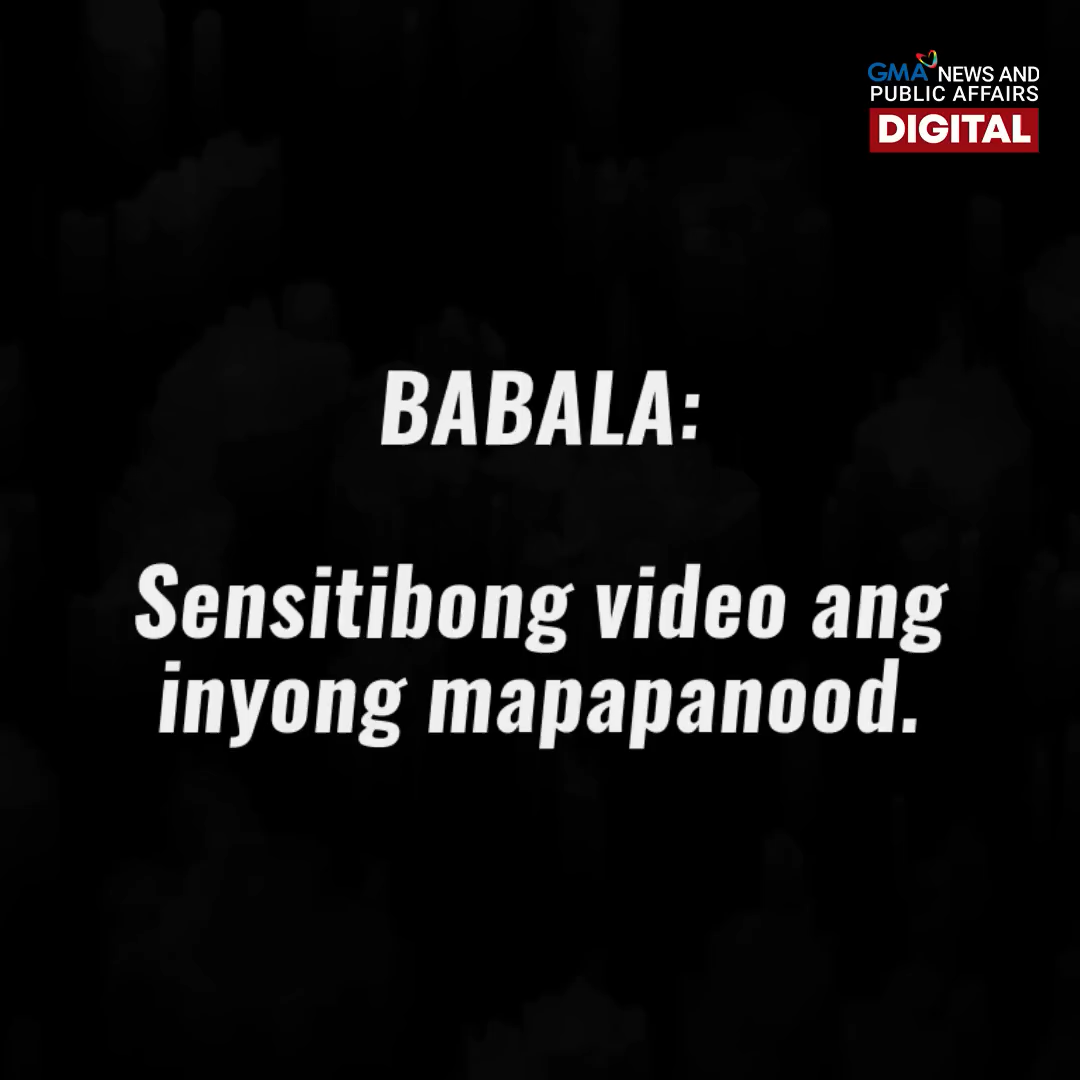 GMA NEWS AND
PUBLIC AFFAIRS
DIGITAL
BABALA:
Sensitibong video ang
inyong mapapanood.